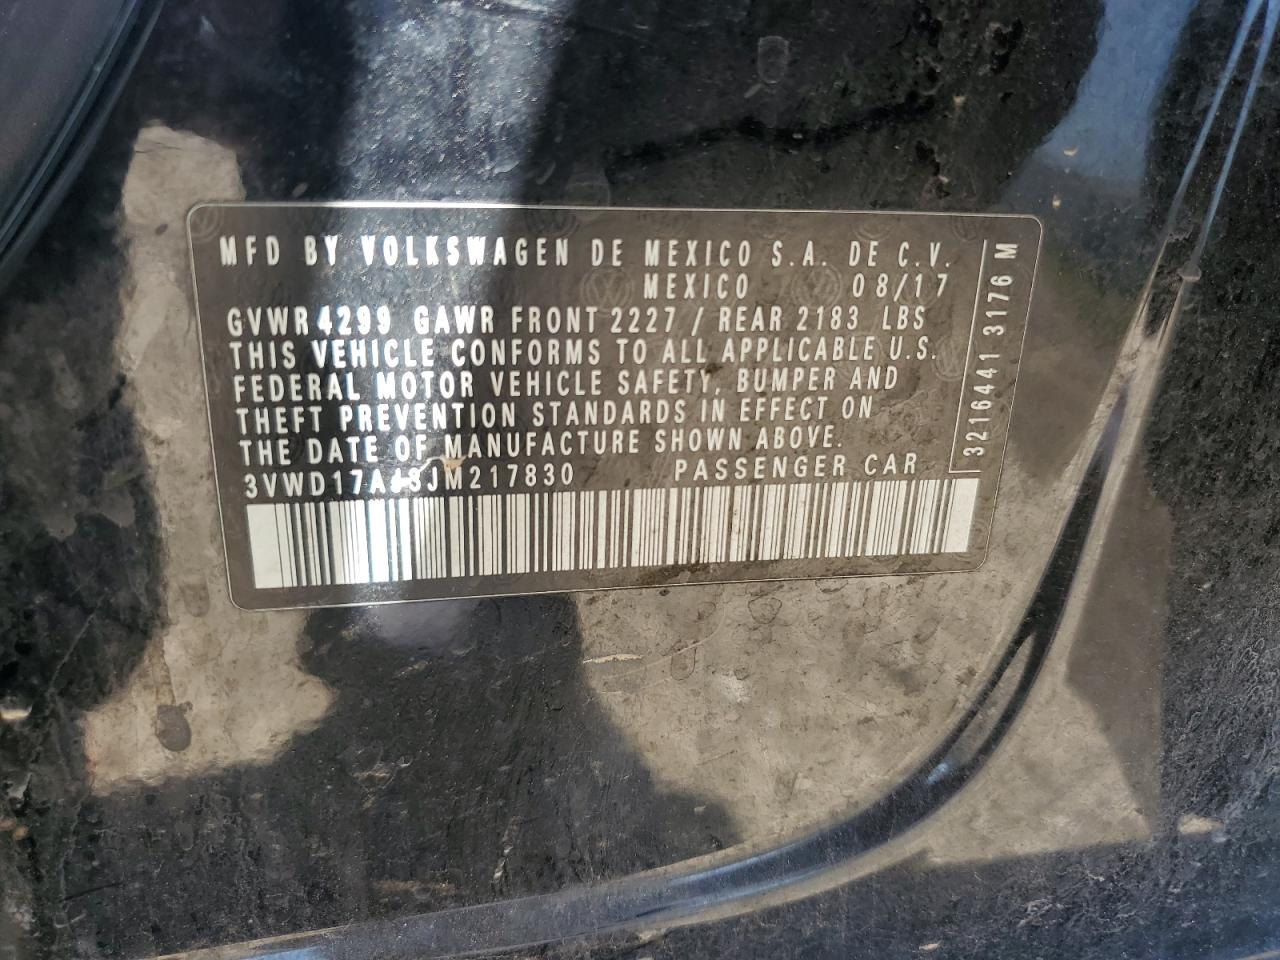 MFD BY VOLKSWAGEN DE MEXICO S.A. DE C.V.
MEXICO 08/17
GVWR 4299 GAWR FRONT 2227 / REAR 2183 LBS
THIS VEHICLE CONFORMS TO ALL APPLICABLE U.S.
FEDERAL MOTOR VEHICLE SAFETY, BUMPER AND
THEFT PREVENTION STANDARDS IN EFFECT ON
THE DATE OF MANUFACTURE SHOWN ABOVE.
3VWD17AJ3JM217830 PASSENGER CAR
3216441 3176 M